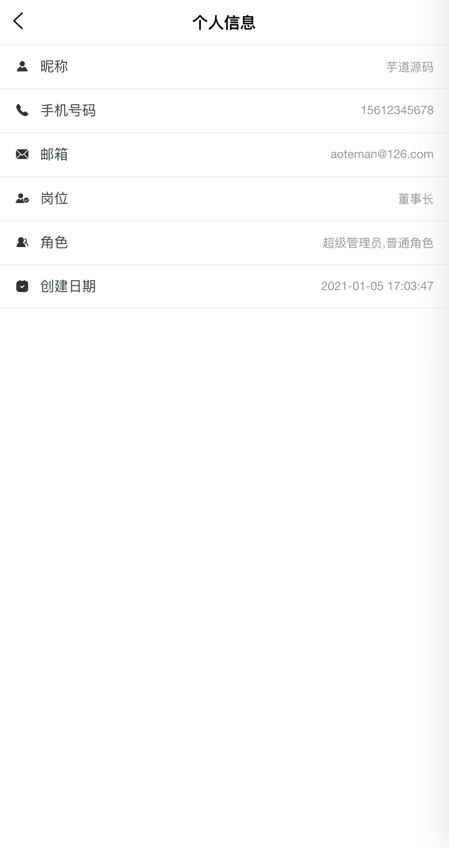 个人信息
昵称 芋道源码
手机号码 15612345678
邮箱 aoteman@126.com
岗位 董事长
角色 超级管理员,普通角色
创建日期 2021-01-05 17:03:47